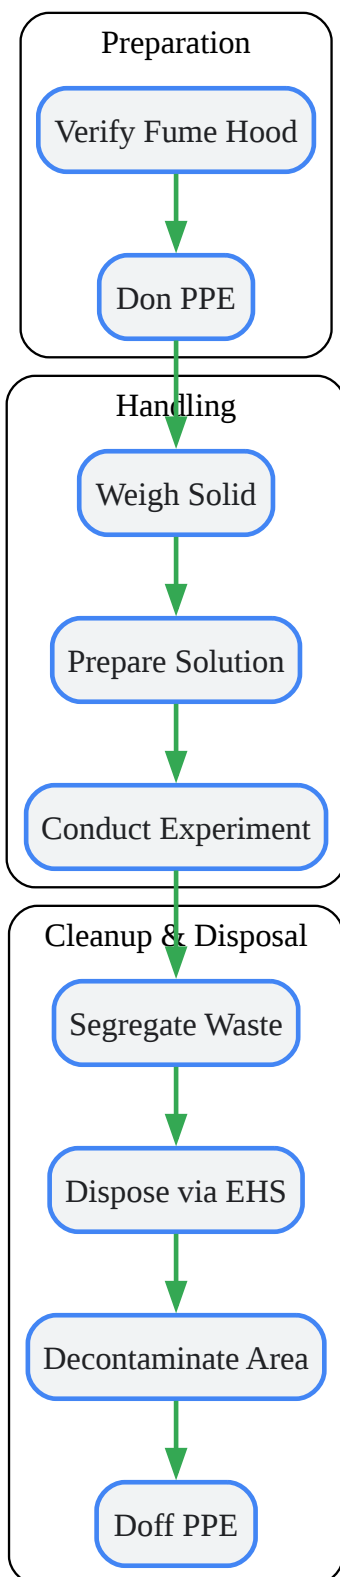 Preparation
Verify Fume Hood
Don PPE
Handling
Weigh Solid
Prepare Solution
Conduct Experiment
Cleanup & Disposal
Segregate Waste
Dispose via EHS
Decontaminate Area
Doff PPE